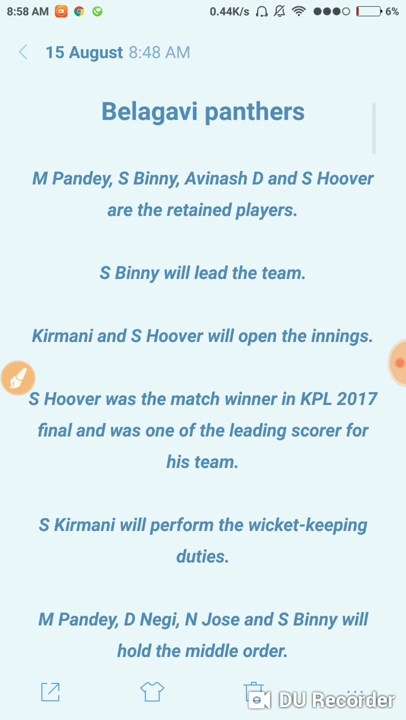 8:58 AM 0.44K/s 6%
15 August 8:48 AM
Belagavi panthers
M Pandey, S Binny, Avinash D and S Hoover
are the retained players.
S Binny will lead the team.
Kirmani and S Hoover will open the innings.
S Hoover was the match winner in KPL 2017
final and was one of the leading scorer for
his team.
S Kirmani will perform the wicket-keeping
duties.
M Pandey, D Negi, N Jose and S Binny will
hold the middle order.
DU Recorder